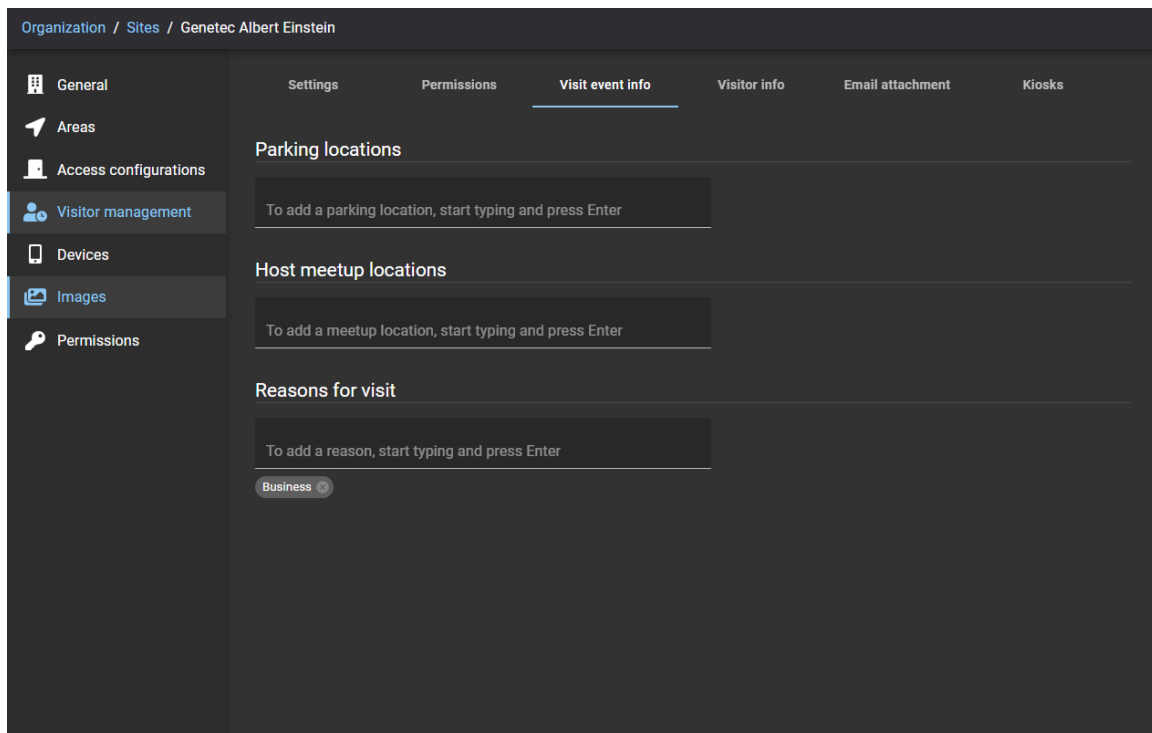 Organization / Sites / Genetec Albert Einstein
General
Areas
Access configurations
Visitor management
Devices
Images
Permissions
Settings Permissions Visit event info Visitor info Email attachment Kiosks
Parking locations
To add a parking location, start typing and press Enter
Host meetup locations
To add a meetup location, start typing and press Enter
Reasons for visit
To add a reason, start typing and press Enter
Business